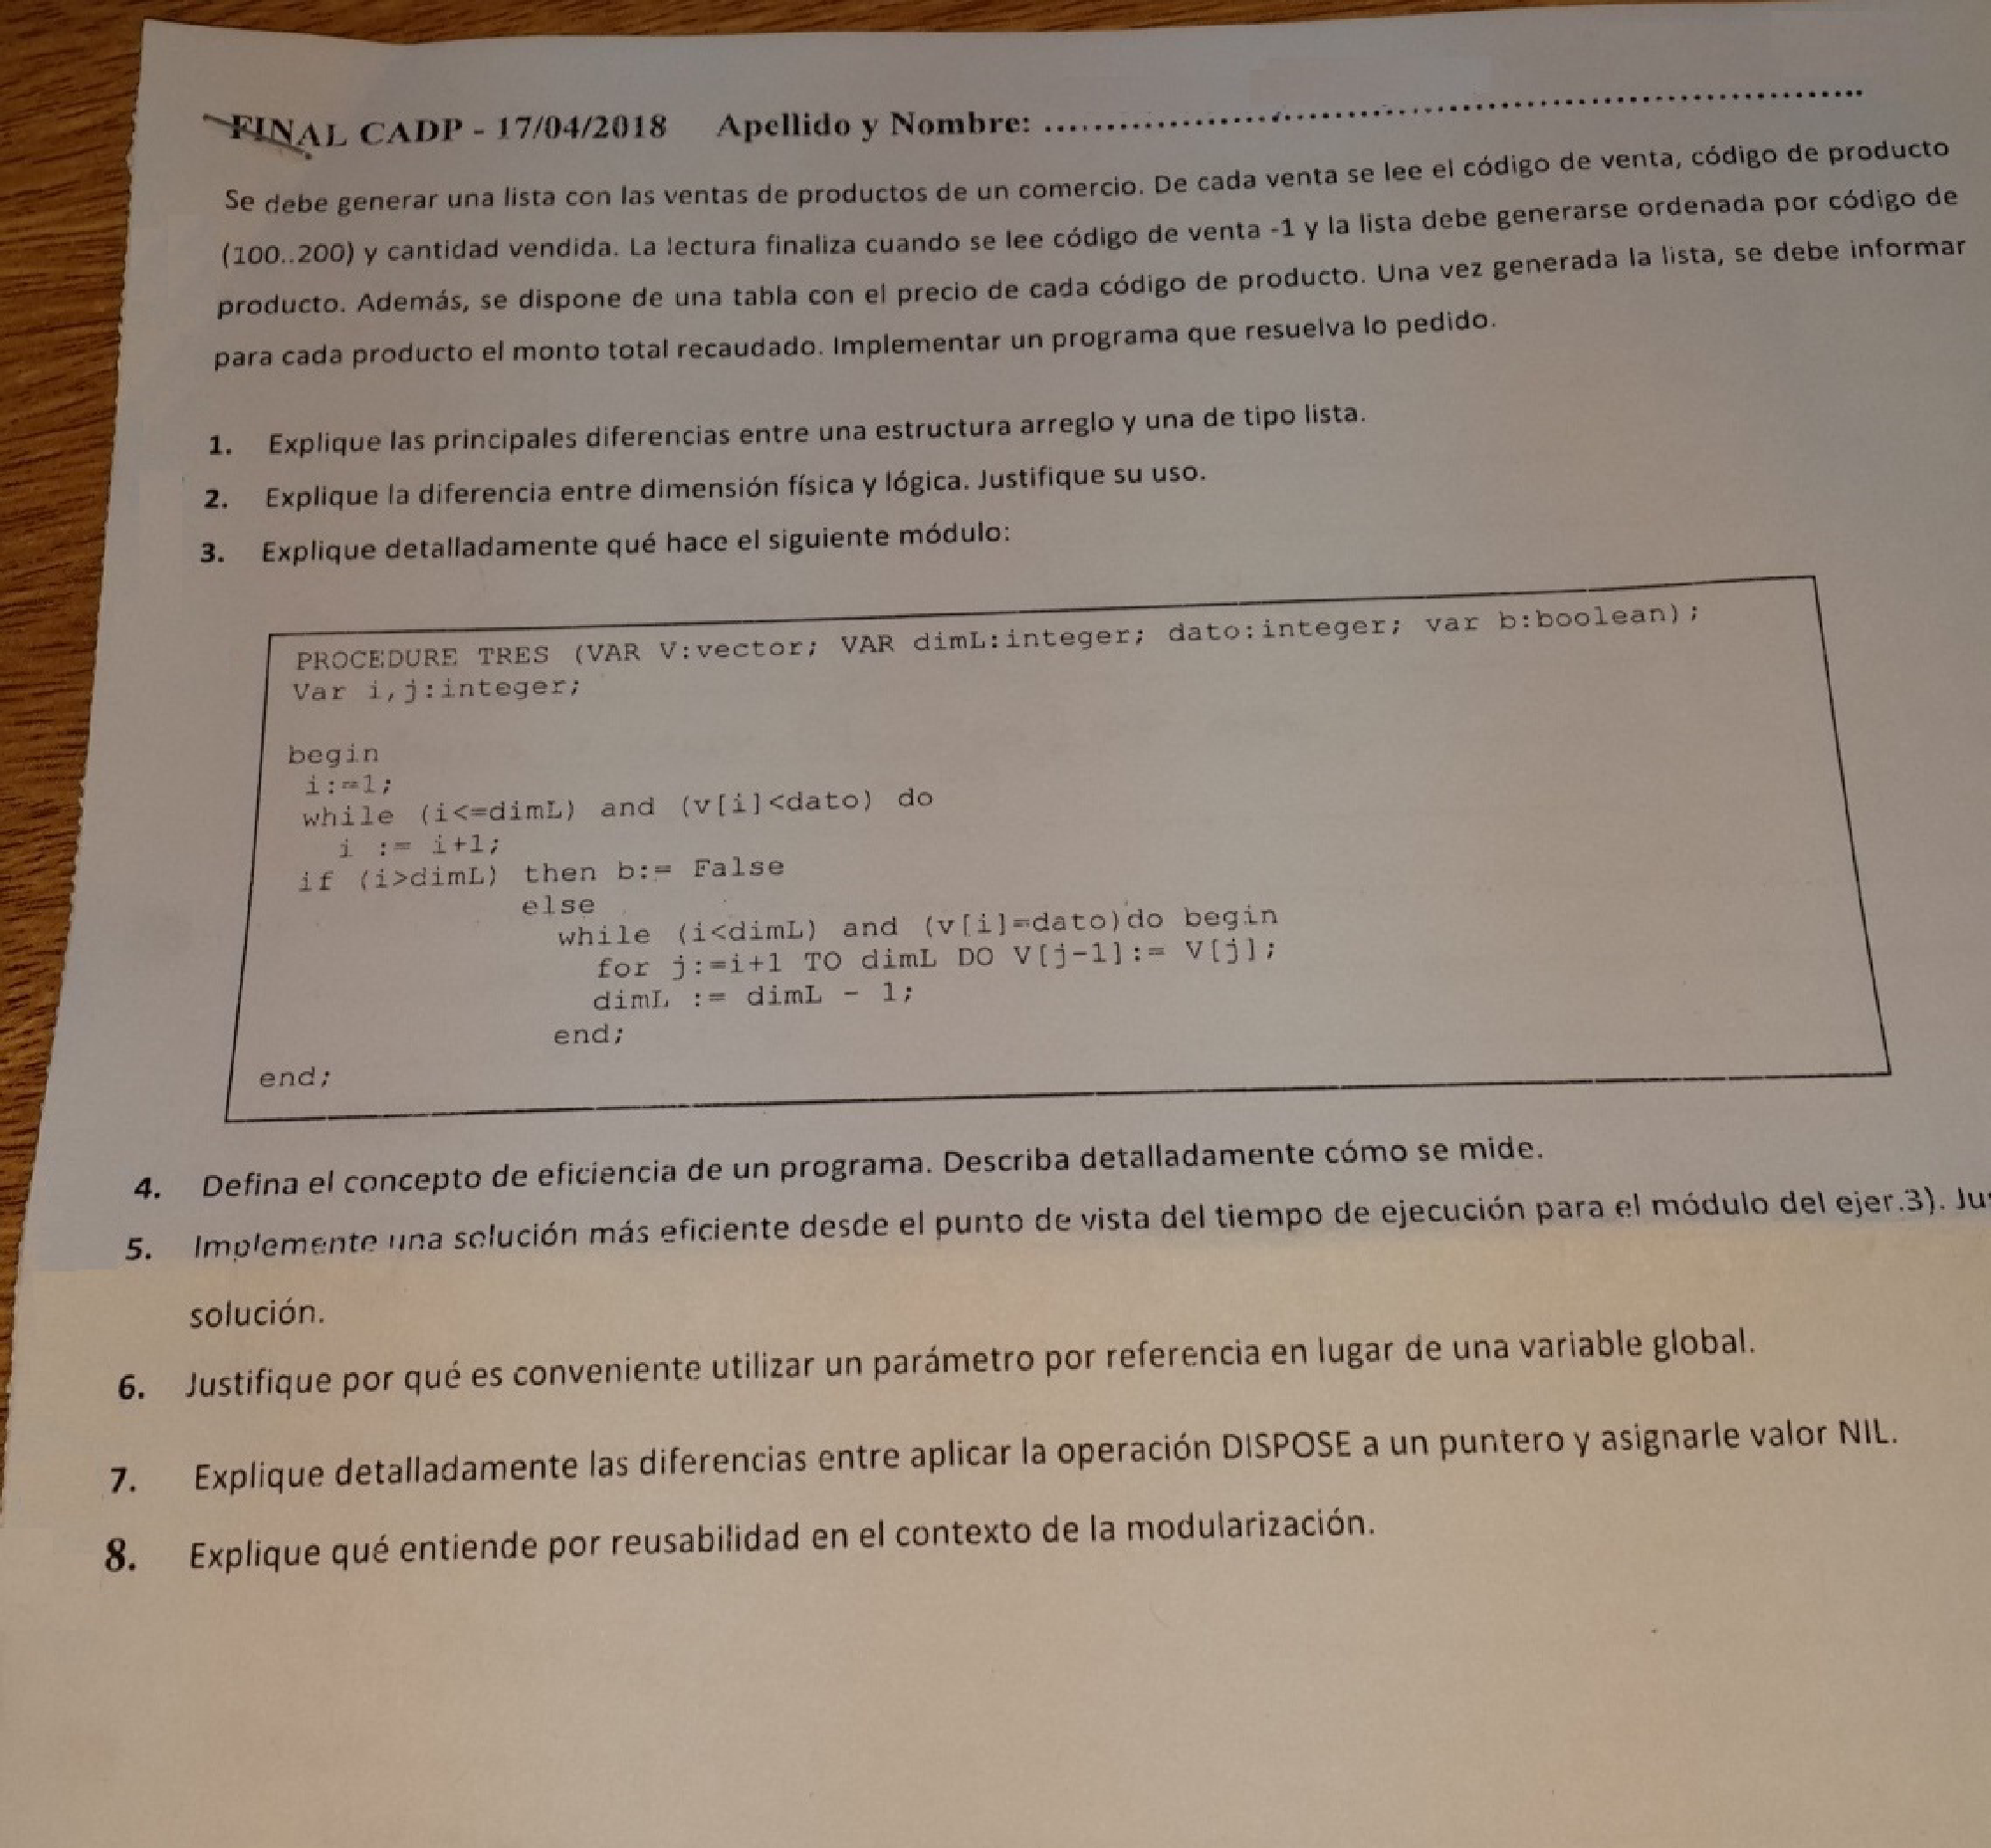 FINAL CADP - 17/04/2018 Apellido y Nombre: ................................................................................
Se debe generar una lista con las ventas de productos de un comercio. De cada venta se lee el código de venta, código de producto
(100..200) y cantidad vendida. La lectura finaliza cuando se lee código de venta -1 y la lista debe generarse ordenada por código de
producto. Además, se dispone de una tabla con el precio de cada código de producto. Una vez generada la lista, se debe informar
para cada producto el monto total recaudado. Implementar un programa que resuelva lo pedido.
1. Explique las principales diferencias entre una estructura arreglo y una de tipo lista.
2. Explique la diferencia entre dimensión física y lógica. Justifique su uso.
3. Explique detalladamente qué hace el siguiente módulo:
PROCEDURE TRES (VAR V:vector; VAR dimL:integer; dato:integer; var b:boolean);
Var i,j:integer;
begin
i:=1;
while (i<=dimL) and (v[i]<dato) do
i := i+1;
if (i>dimL) then b:= False
else
while (i<dimL) and (v[i]=dato)do begin
for j:=i+1 TO dimL DO V[j-1]:= V[j];
dimL := dimL - 1;
end;
end;
4. Defina el concepto de eficiencia de un programa. Describa detalladamente cómo se mide.
5. Implemente una solución más eficiente desde el punto de vista del tiempo de ejecución para el módulo del ejer.3).
solución.
6. Justifique por qué es conveniente utilizar un parámetro por referencia en lugar de una variable global.
7. Explique detalladamente las diferencias entre aplicar la operación DISPOSE a un puntero y asignarle valor NIL.
8. Explique qué entiende por reusabilidad en el contexto de la modularización.